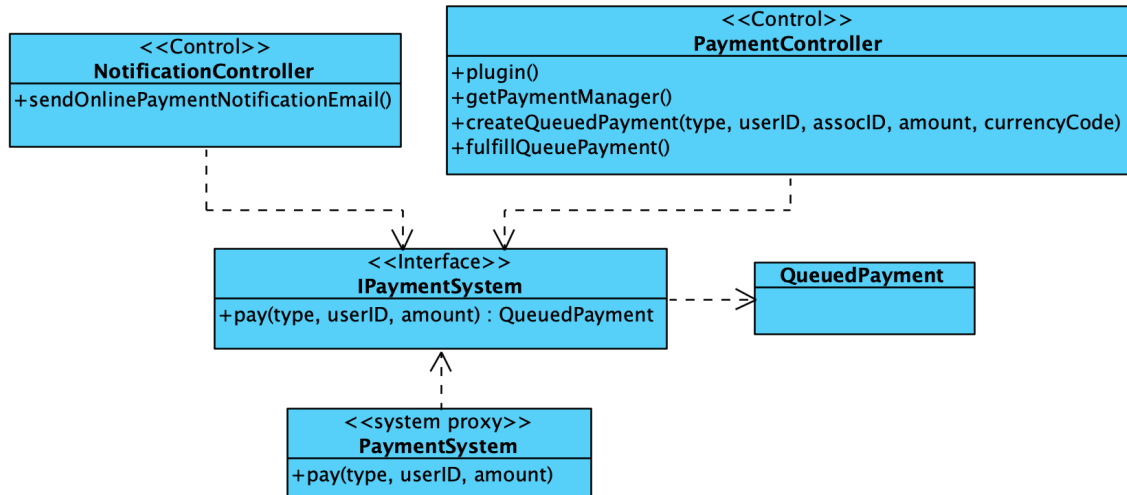 <<Control>>
NotificationController
+sendOnlinePaymentNotificationEmail()
<<Control>>
PaymentController
+plugin()
+getPaymentManager()
+createQueuedPayment(type, userID, assocID, amount, currencyCode)
+fulfillQueuePayment()
<<Interface>>
IPaymentSystem
+pay(type, userID, amount) : QueuedPayment
QueuedPayment
<<system proxy>>
PaymentSystem
+pay(type, userID, amount)